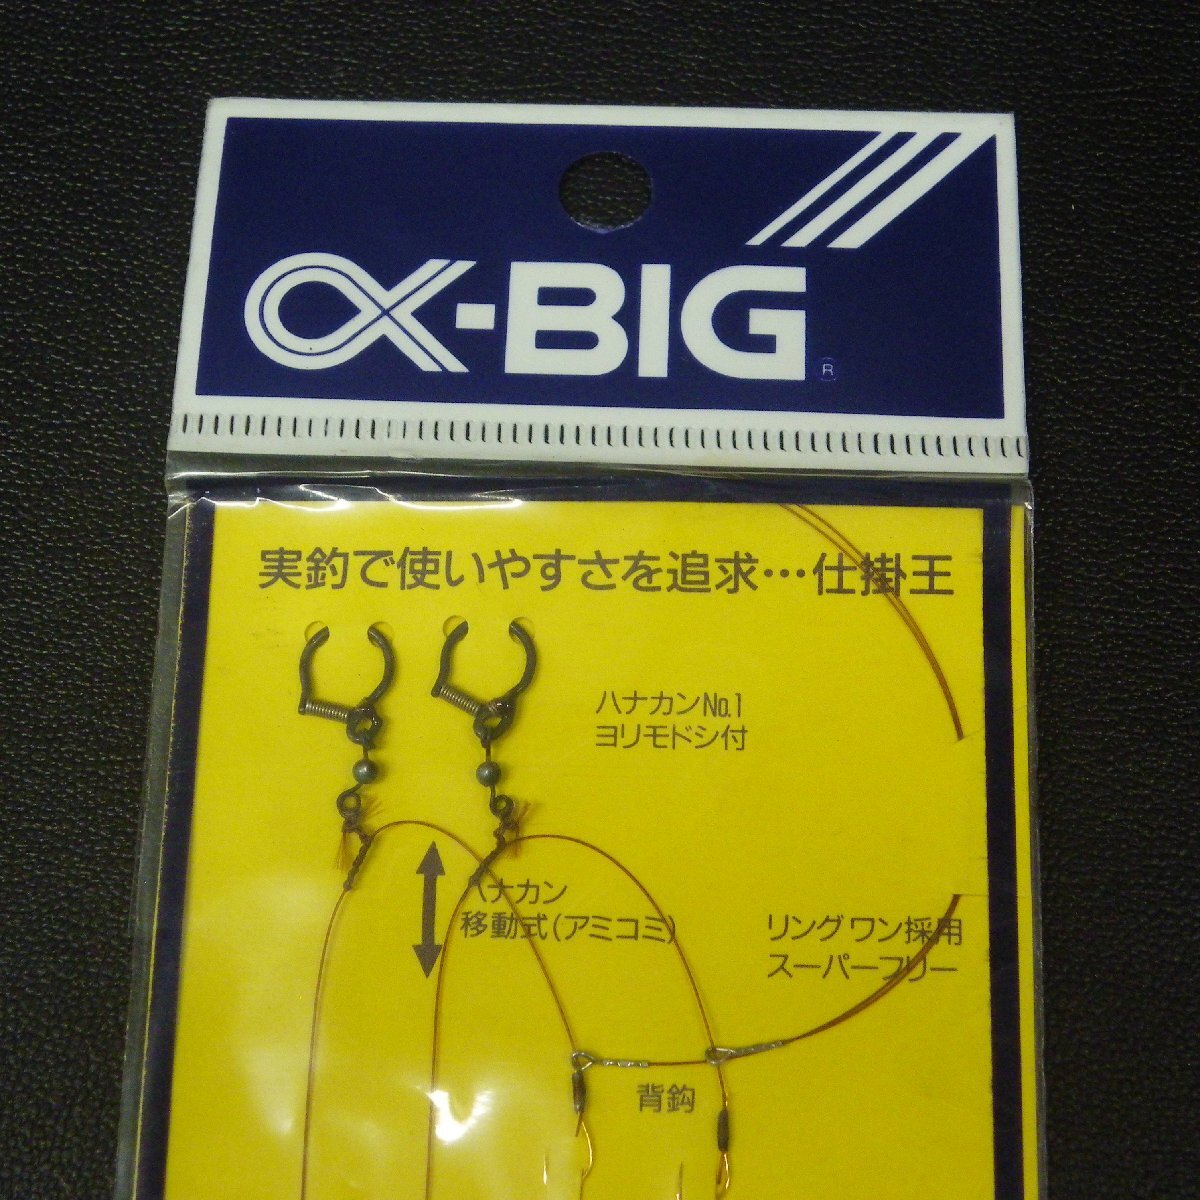 α-BIG
R
実釣で使いやすさを追求…仕掛王
ハナカンNo.1
ヨリモドシ付
ハナカン
移動式(アミコミ)
リングワン採用
スーパーフリー
背鈎